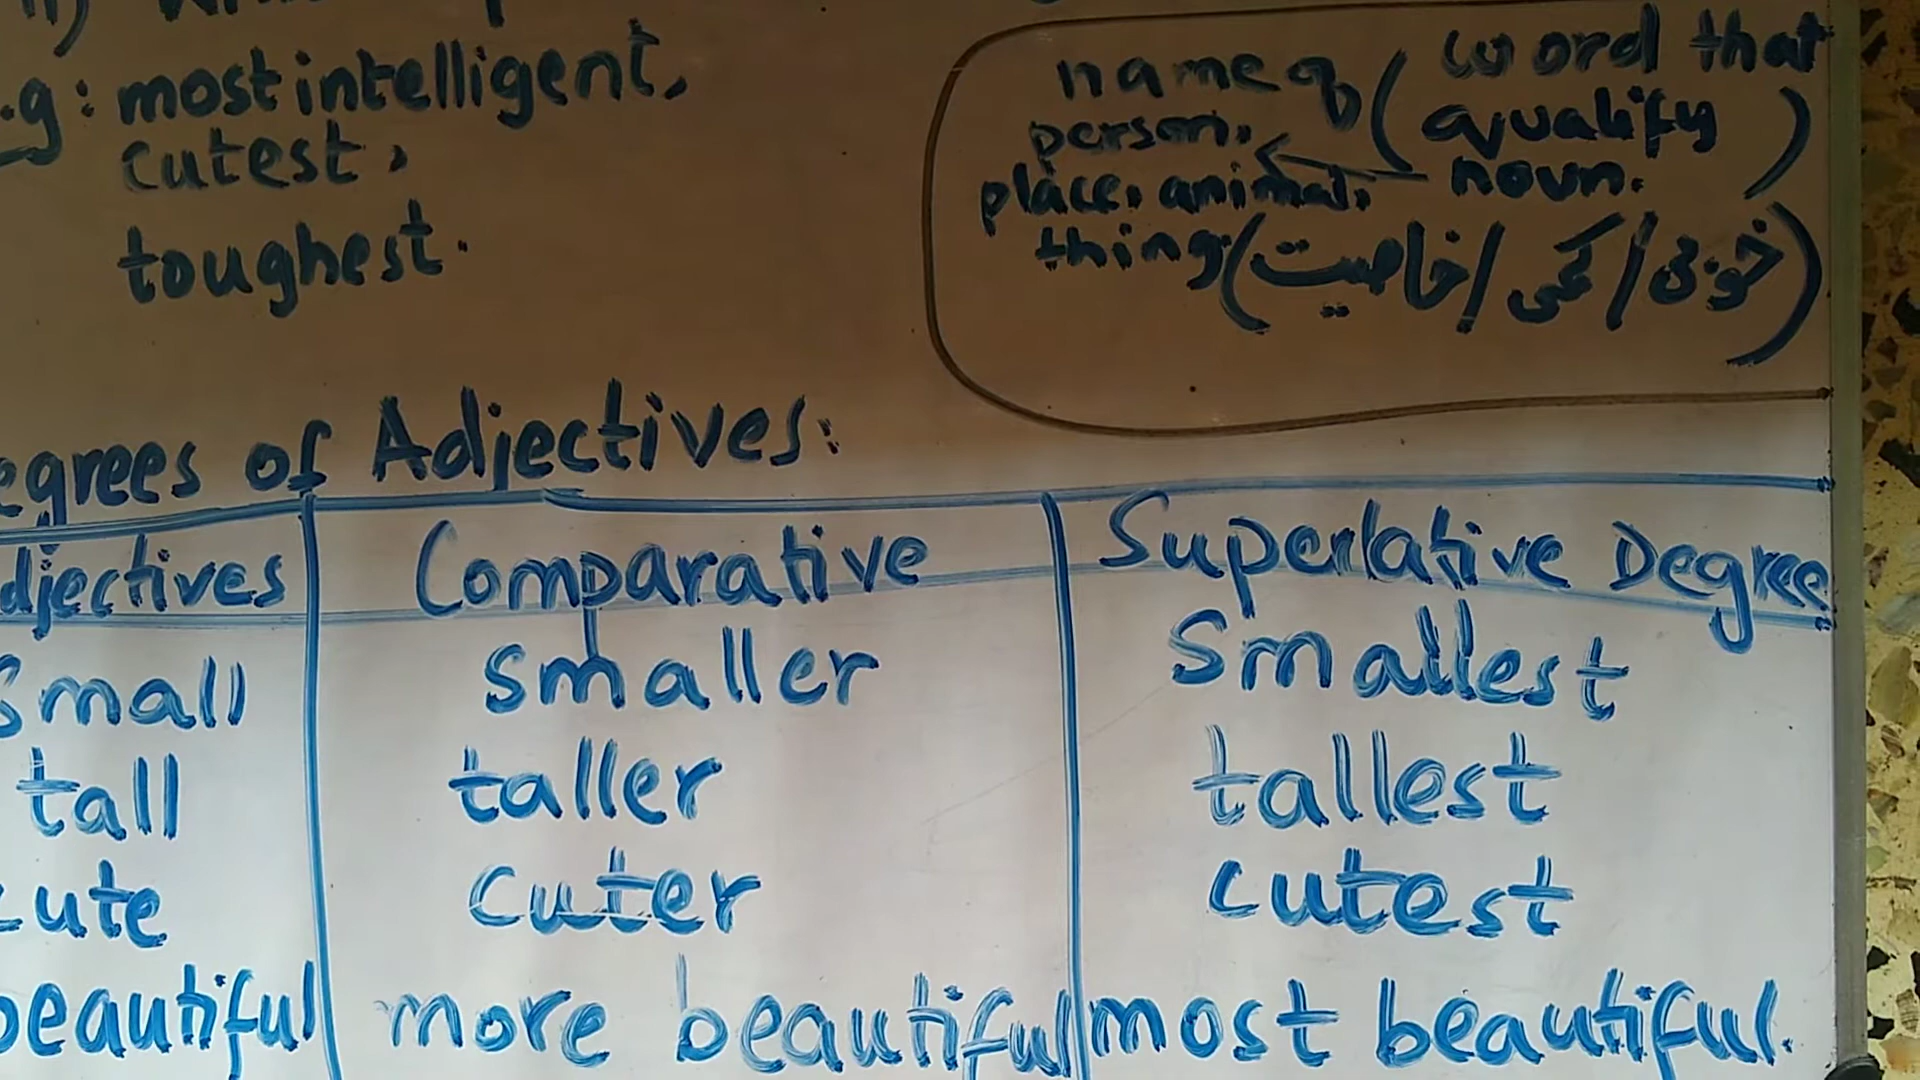 e.g: most intelligent,
cutest,
toughest.
name of
person,
place, animal,
thing
(word that
qualify
noun.)
(خوبی/کمی/خاصیت)
egrees of Adjectives:
djectives Comparative Superlative Degree
small smaller Smallest
tall taller tallest
cute cuter cutest
beautiful more beautiful most beautiful.